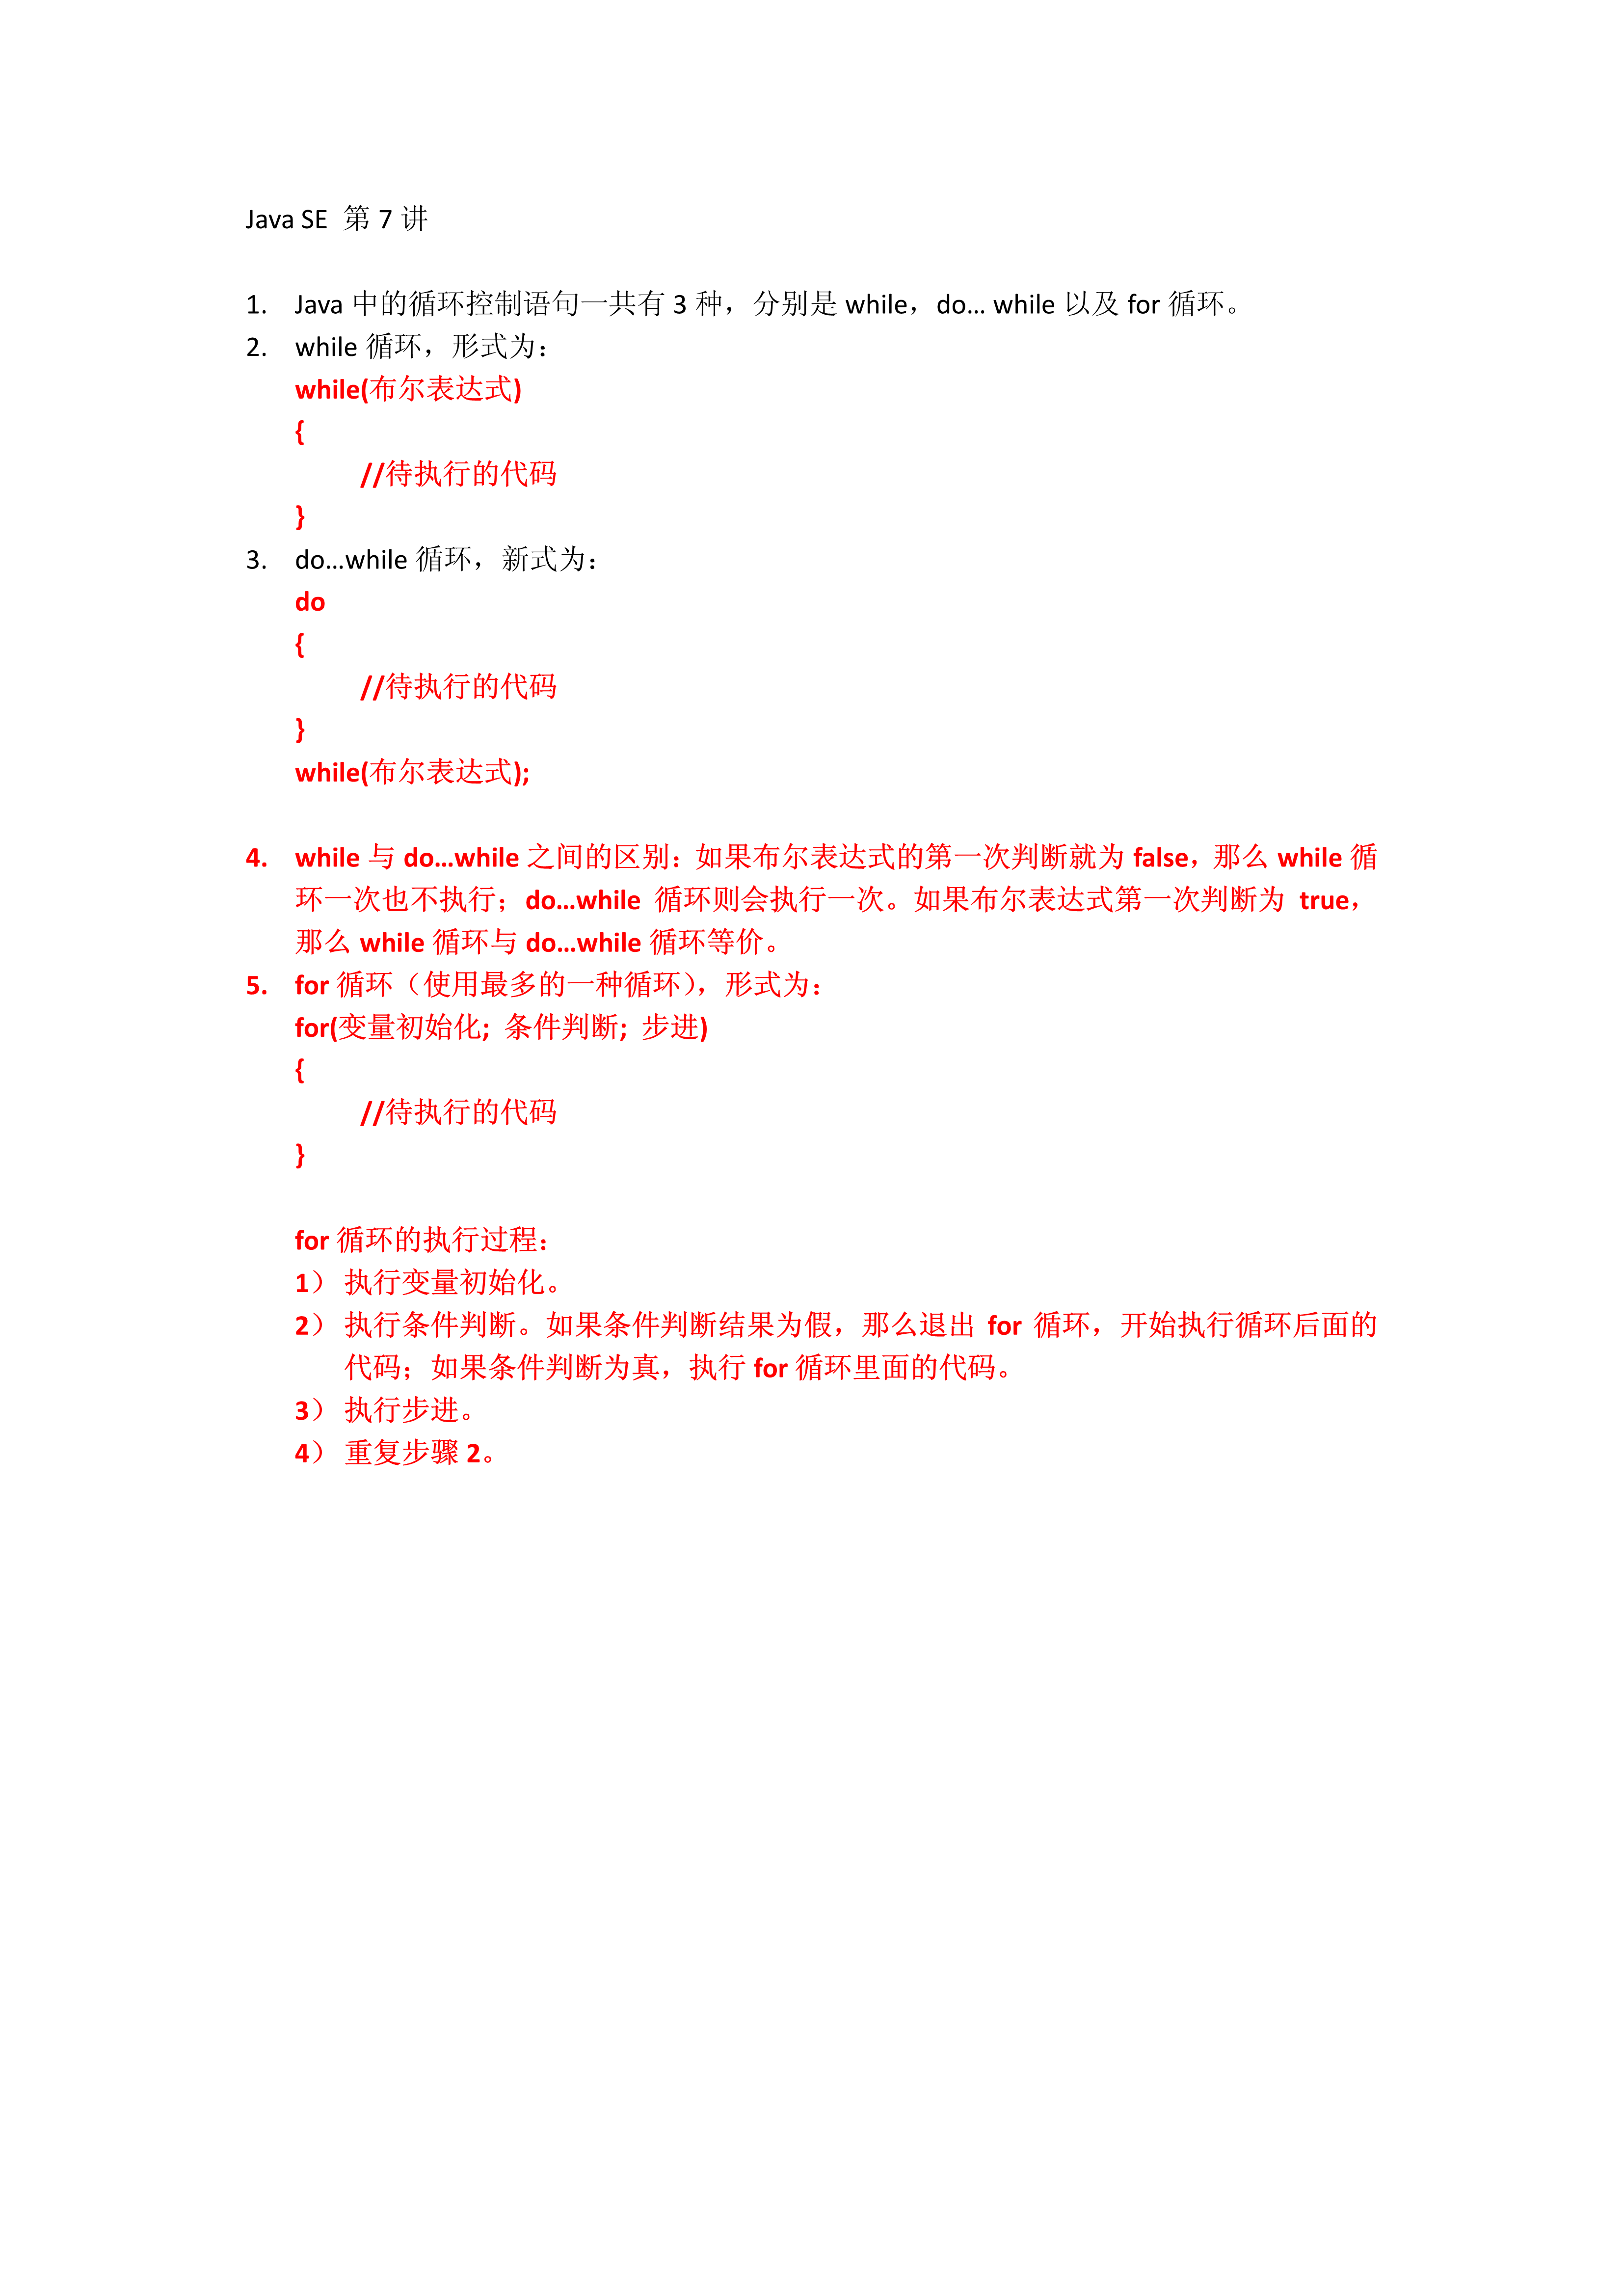 Java SE 第 7 讲
1. Java 中的循环控制语句一共有 3 种，分别是 while，do… while 以及 for 循环。
2. while 循环，形式为：
while(布尔表达式)
{
//待执行的代码
}
3. do…while 循环，新式为：
do
{
//待执行的代码
}
while(布尔表达式);
4. while 与 do…while 之间的区别：如果布尔表达式的第一次判断就为 false，那么 while 循
环一次也不执行；do…while 循环则会执行一次。如果布尔表达式第一次判断为 true，
那么 while 循环与 do…while 循环等价。
5. for 循环（使用最多的一种循环），形式为：
for(变量初始化; 条件判断; 步进)
{
//待执行的代码
}
for 循环的执行过程：
1） 执行变量初始化。
2） 执行条件判断。如果条件判断结果为假，那么退出 for 循环，开始执行循环后面的
代码；如果条件判断为真，执行 for 循环里面的代码。
3） 执行步进。
4） 重复步骤 2。